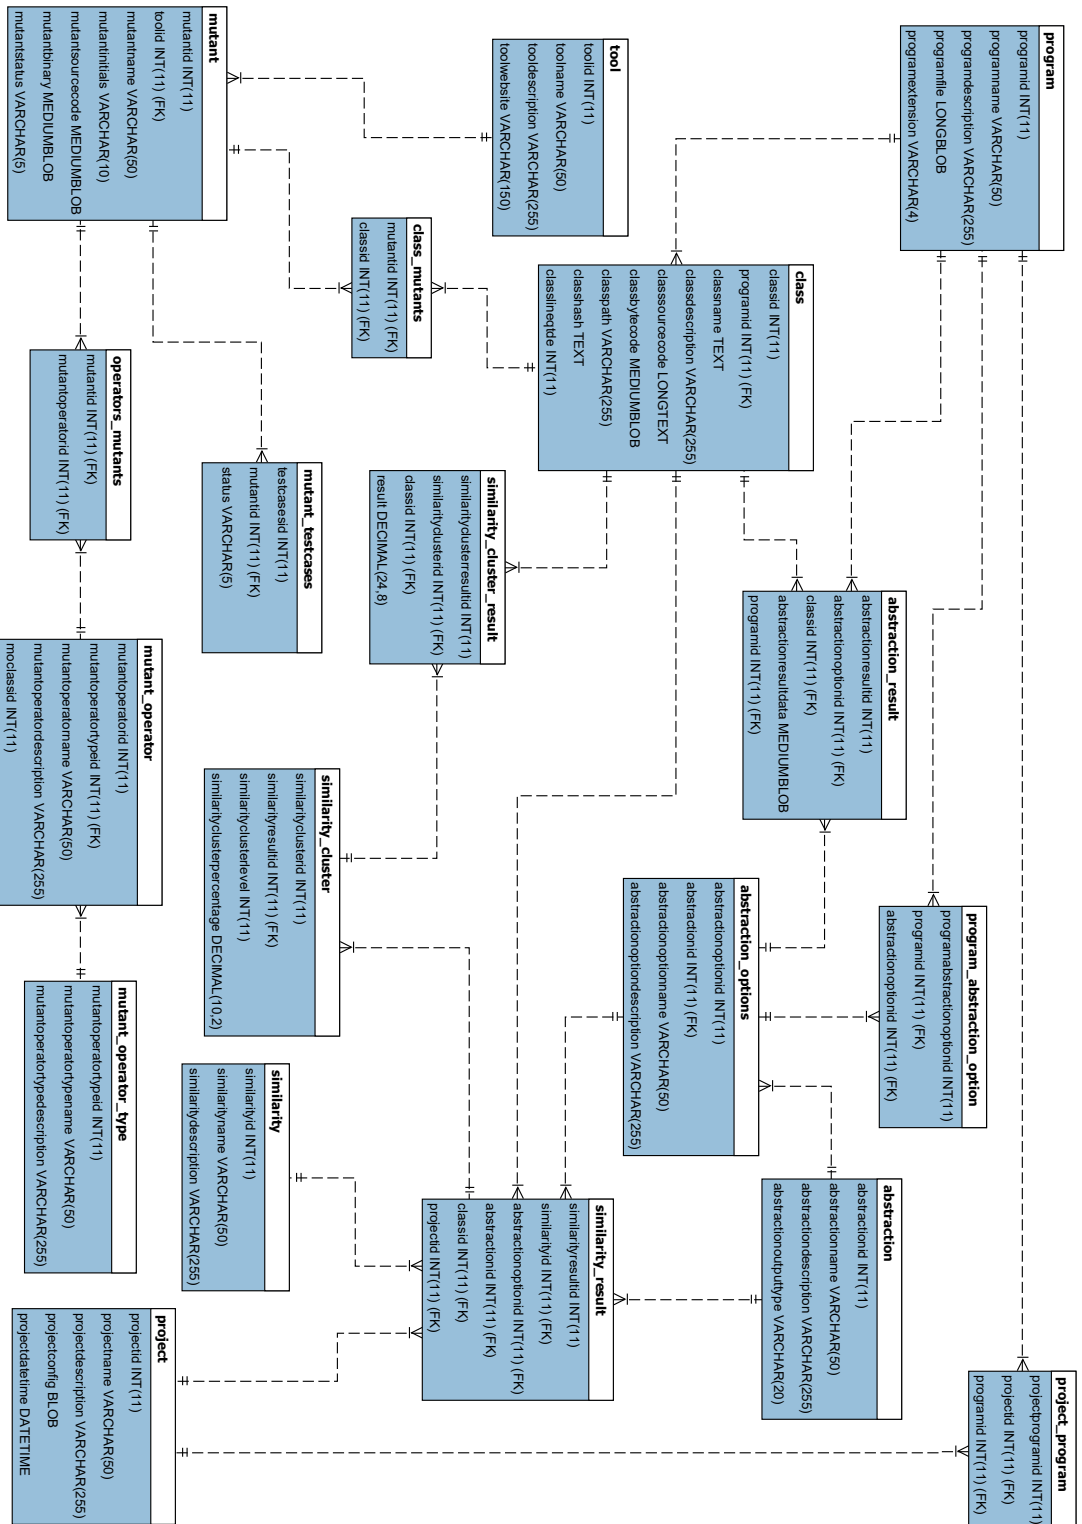 program
programid INT(11)
programname VARCHAR(50)
programdescription VARCHAR(255)
programfile LONGBLOB
programextension VARCHAR(4)
tool
toolid INT(11)
toolname VARCHAR(50)
tooldescription VARCHAR(255)
toolwebsite VARCHAR(150)
mutant
mutantid INT(11)
toolid INT(11) (FK)
mutantname VARCHAR(50)
mutantinitials VARCHAR(10)
mutantsourcecode MEDIUMBLOB
mutantbinary MEDIUMBLOB
mutantstatus VARCHAR(5)
class
classid INT(11)
programid INT(11) (FK)
classname TEXT
classdescription VARCHAR(255)
classsourcecode LONGTEXT
classbytecode MEDIUMBLOB
classpath VARCHAR(255)
classhash TEXT
classlineqtde INT(11)
class_mutants
mutantid INT(11) (FK)
classid INT(11) (FK)
operators_mutants
mutantid INT(11) (FK)
mutantoperatorid INT(11) (FK)
mutant_testcases
testcasesid INT(11)
mutantid INT(11) (FK)
status VARCHAR(5)
similarity_cluster_result
similarityclusterresultid INT(11)
similarityclusterid INT(11) (FK)
classid INT(11) (FK)
result DECIMAL(24,8)
abstraction_result
abstractionresultid INT(11)
abstractionoptionid INT(11) (FK)
classid INT(11) (FK)
abstractionresultdata MEDIUMBLOB
programid INT(11) (FK)
mutant_operator
mutantoperatorid INT(11)
mutantoperatortypeid INT(11) (FK)
mutantoperatorname VARCHAR(50)
mutantoperatordescription VARCHAR(255)
moclassid INT(11)
similarity_cluster
similarityclusterid INT(11)
similarityresultid INT(11) (FK)
similarityclusterlevel INT(11)
similarityclusterpercentage DECIMAL(10,2)
abstraction_options
abstractionoptionid INT(11)
abstractionid INT(11) (FK)
abstractionoptionname VARCHAR(50)
abstractionoptiondescription VARCHAR(255)
program_abstraction_option
programabstractionoptionid INT(11)
programid INT(11) (FK)
abstractionoptionid INT(11) (FK)
mutant_operator_type
mutantoperatortypeid INT(11)
mutantoperatortypename VARCHAR(50)
mutantoperatortypedescription VARCHAR(255)
similarity
similarityid INT(11)
similarityname VARCHAR(50)
similaritydescription VARCHAR(255)
similarity_result
similarityresultid INT(11)
similarityid INT(11) (FK)
abstractionoptionid INT(11) (FK)
abstractionid INT(11) (FK)
classid INT(11) (FK)
projectid INT(11) (FK)
abstraction
abstractionid INT(11)
abstractionname VARCHAR(50)
abstractiondescription VARCHAR(255)
abstractionoutputtype VARCHAR(20)
project
projectid INT(11)
projectname VARCHAR(50)
projectdescription VARCHAR(255)
projectconfig BLOB
projectdatetime DATETIME
project_program
projectprogramid INT(11)
projectid INT(11) (FK)
programid INT(11) (FK)